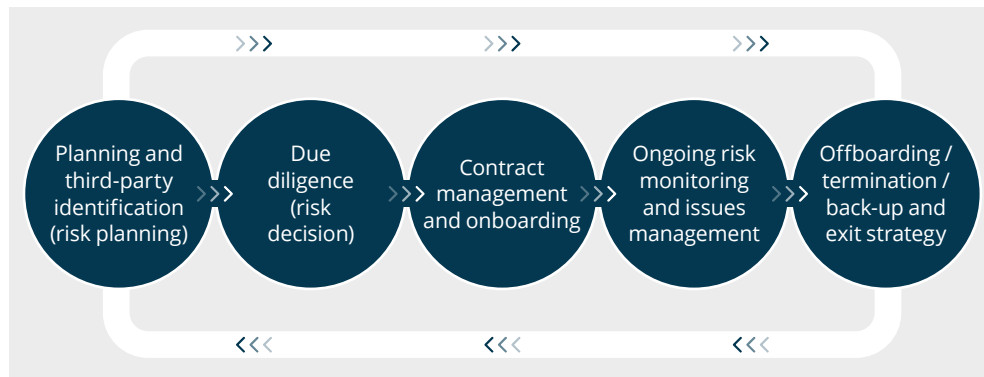 Planning and
third-party
identification
(risk planning)
Due
diligence
(risk
decision)
Contract
management
and onboarding
Ongoing risk
monitoring
and issues
management
Offboarding /
termination /
back-up and
exit strategy